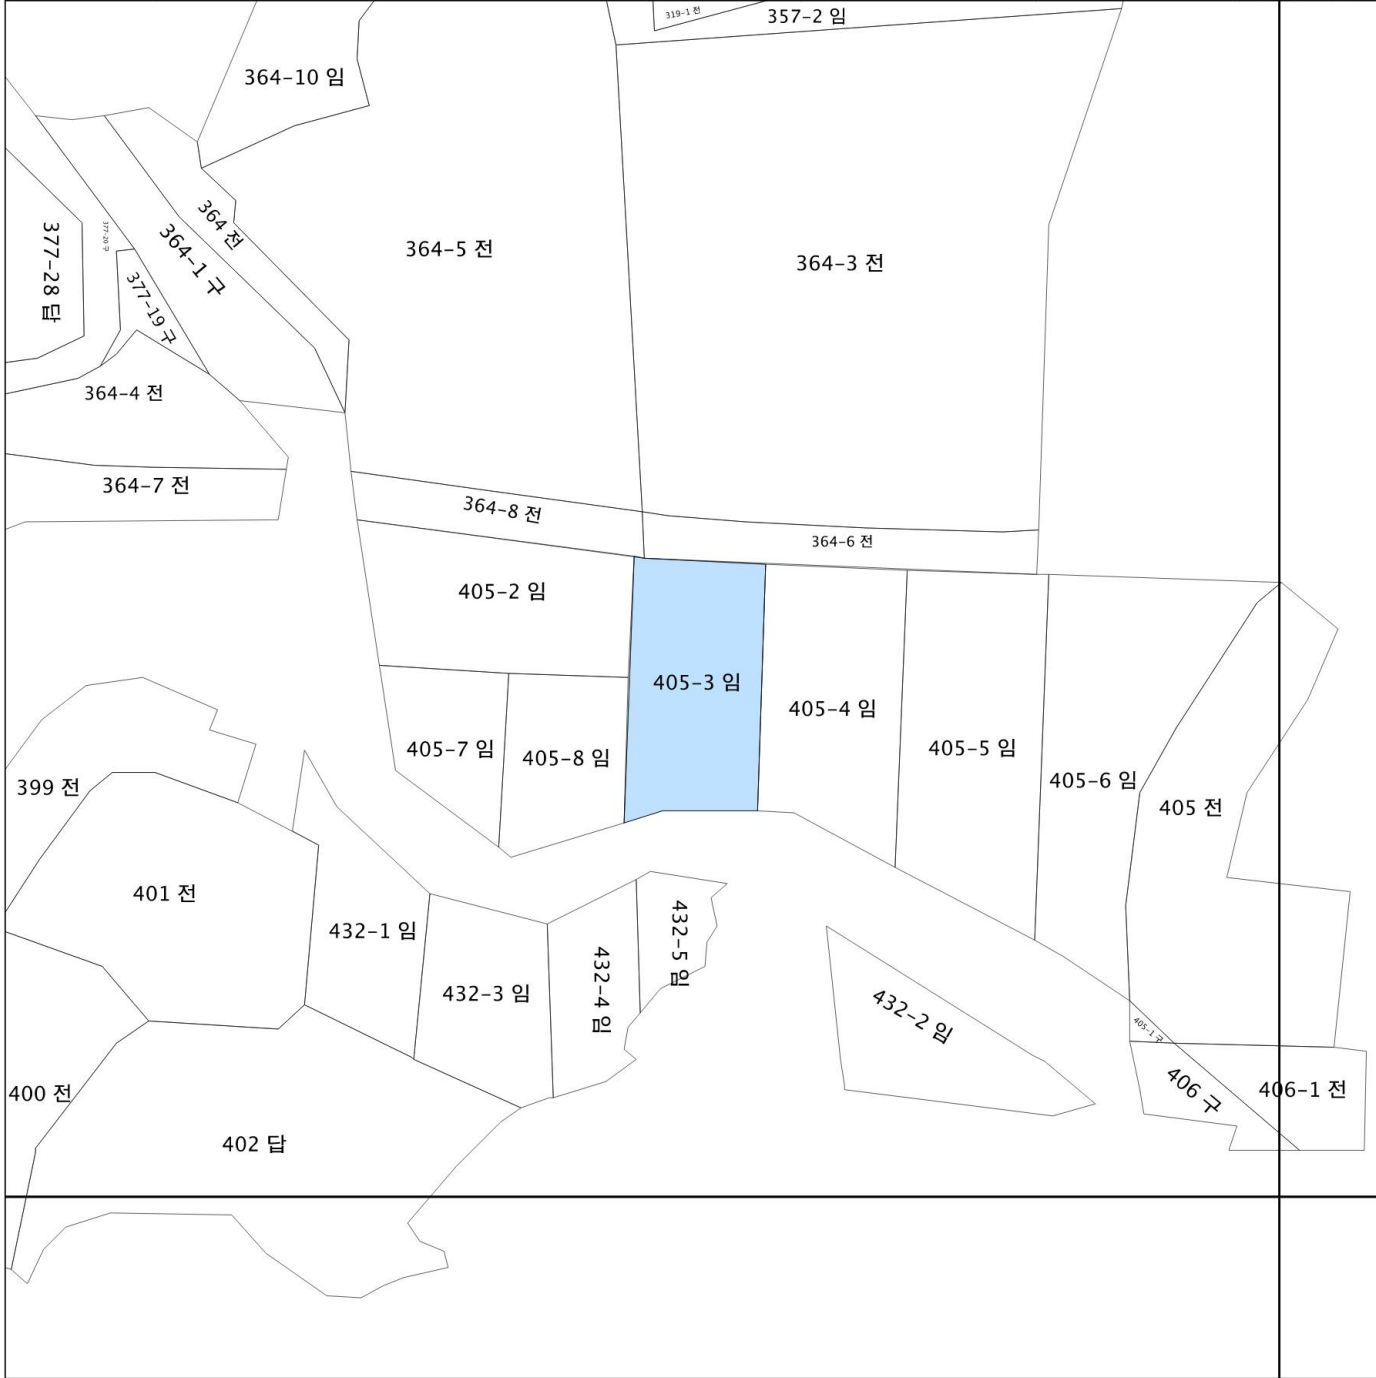 319-1 전
357-2 임
364-10 임
364 전
364-1 구
377-28 답
377-20 구
377-19 구
364-5 전
364-3 전
364-4 전
364-7 전
364-8 전
364-6 전
405-2 임
405-3 임
405-4 임
405-5 임
405-6 임
405-7 임
405-8 임
405 전
399 전
401 전
432-1 임
432-3 임
432-4 임
432-5 임
432-2 임
405-1 구
406 구
406-1 전
400 전
402 답